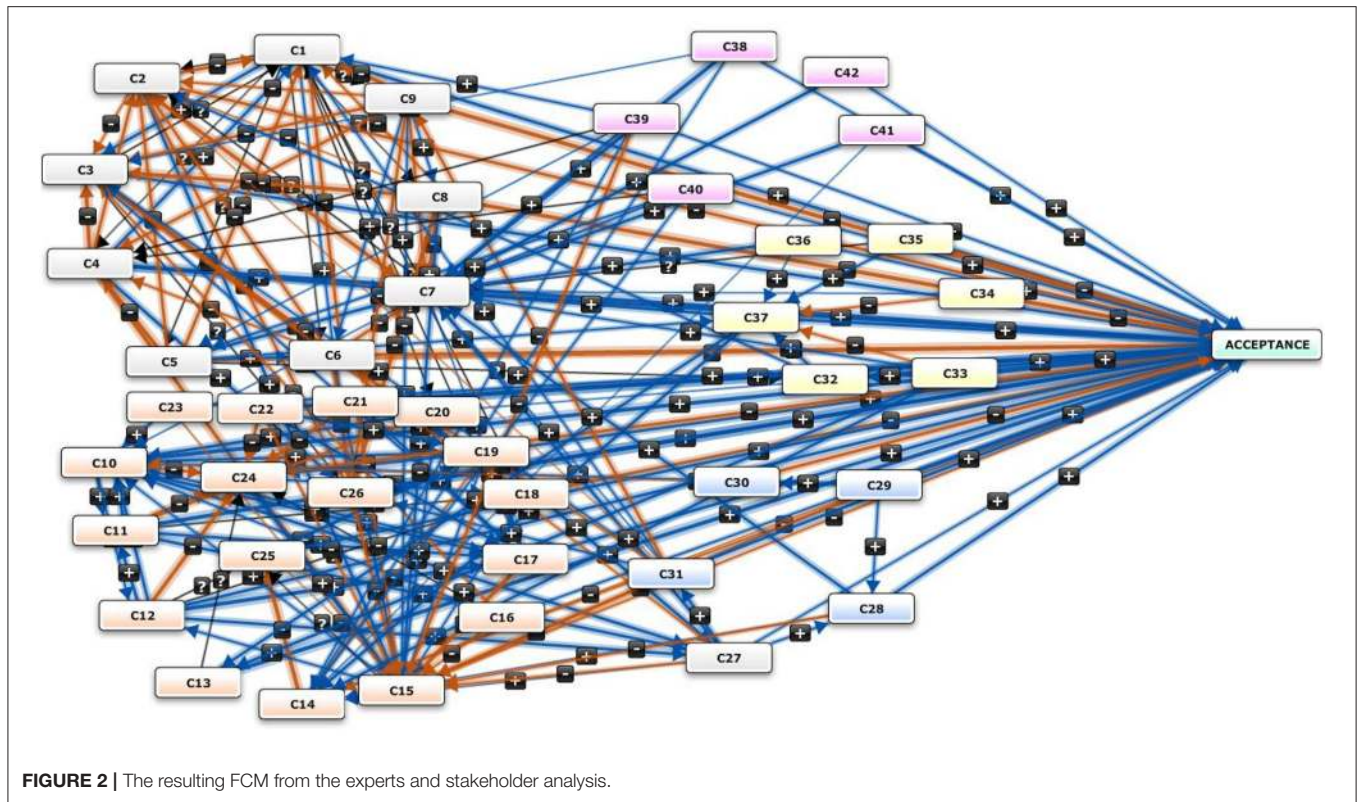 C38
C1
C42
C2
C9
C39
C41
C3
C8
C40
C36
C35
C4
C7
C34
C37
ACCEPTANCE
C5
C6
C32
C33
C23
C22
C21
C20
C19
C10
C24
C26
C18
C30
C29
C11
C25
C17
C31
C12
C16
C28
C27
C13
C14
C15
FIGURE 2 | The resulting FCM from the experts and stakeholder analysis.